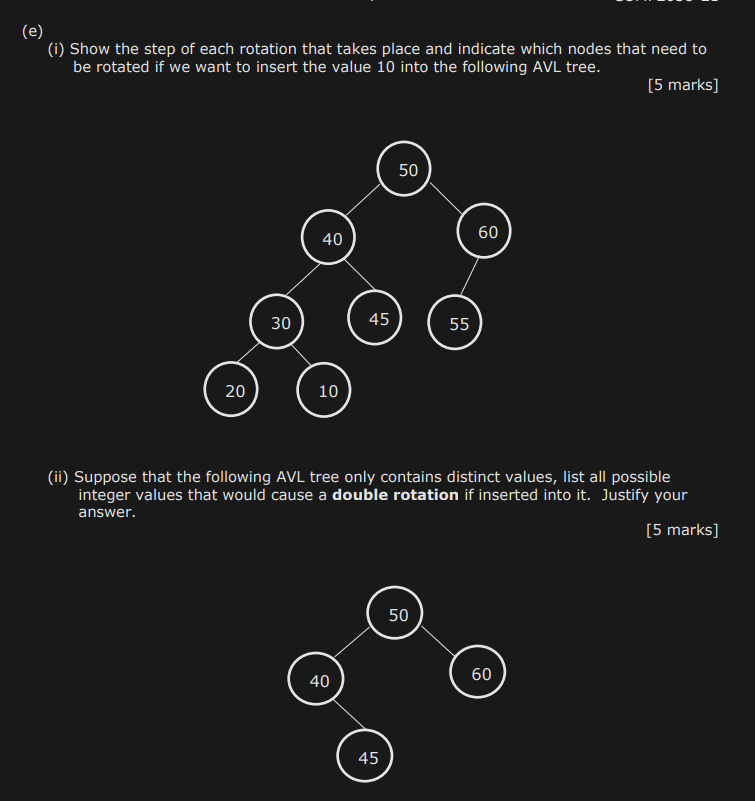 (e)
(i) Show the step of each rotation that takes place and indicate which nodes that need to
be rotated if we want to insert the value 10 into the following AVL tree.
[5 marks]
50
40
60
30
45
55
20
10
(ii) Suppose that the following AVL tree only contains distinct values, list all possible
integer values that would cause a double rotation if inserted into it. Justify your
answer.
[5 marks]
50
40
60
45